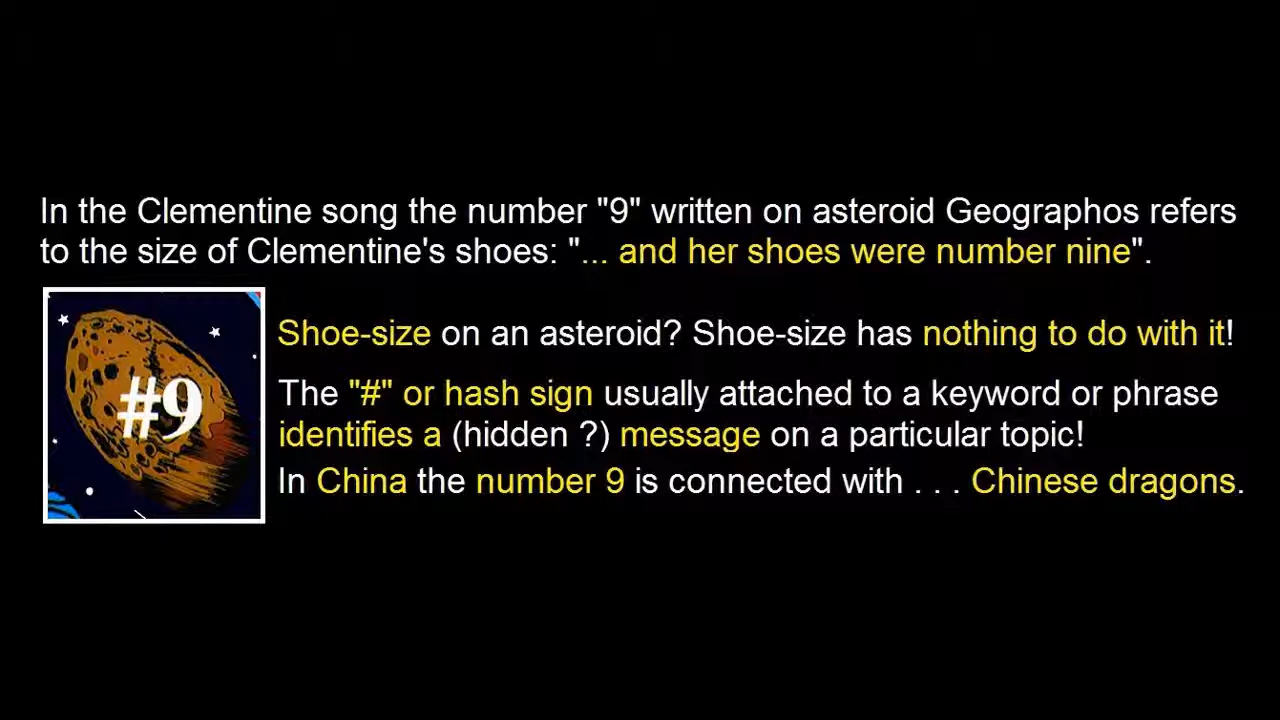 In the Clementine song the number "9" written on asteroid Geographos refers
to the size of Clementine's shoes: "... and her shoes were number nine".
#9
Shoe-size on an asteroid? Shoe-size has nothing to do with it!
The "#" or hash sign usually attached to a keyword or phrase
identifies a (hidden ?) message on a particular topic!
In China the number 9 is connected with . . . Chinese dragons.